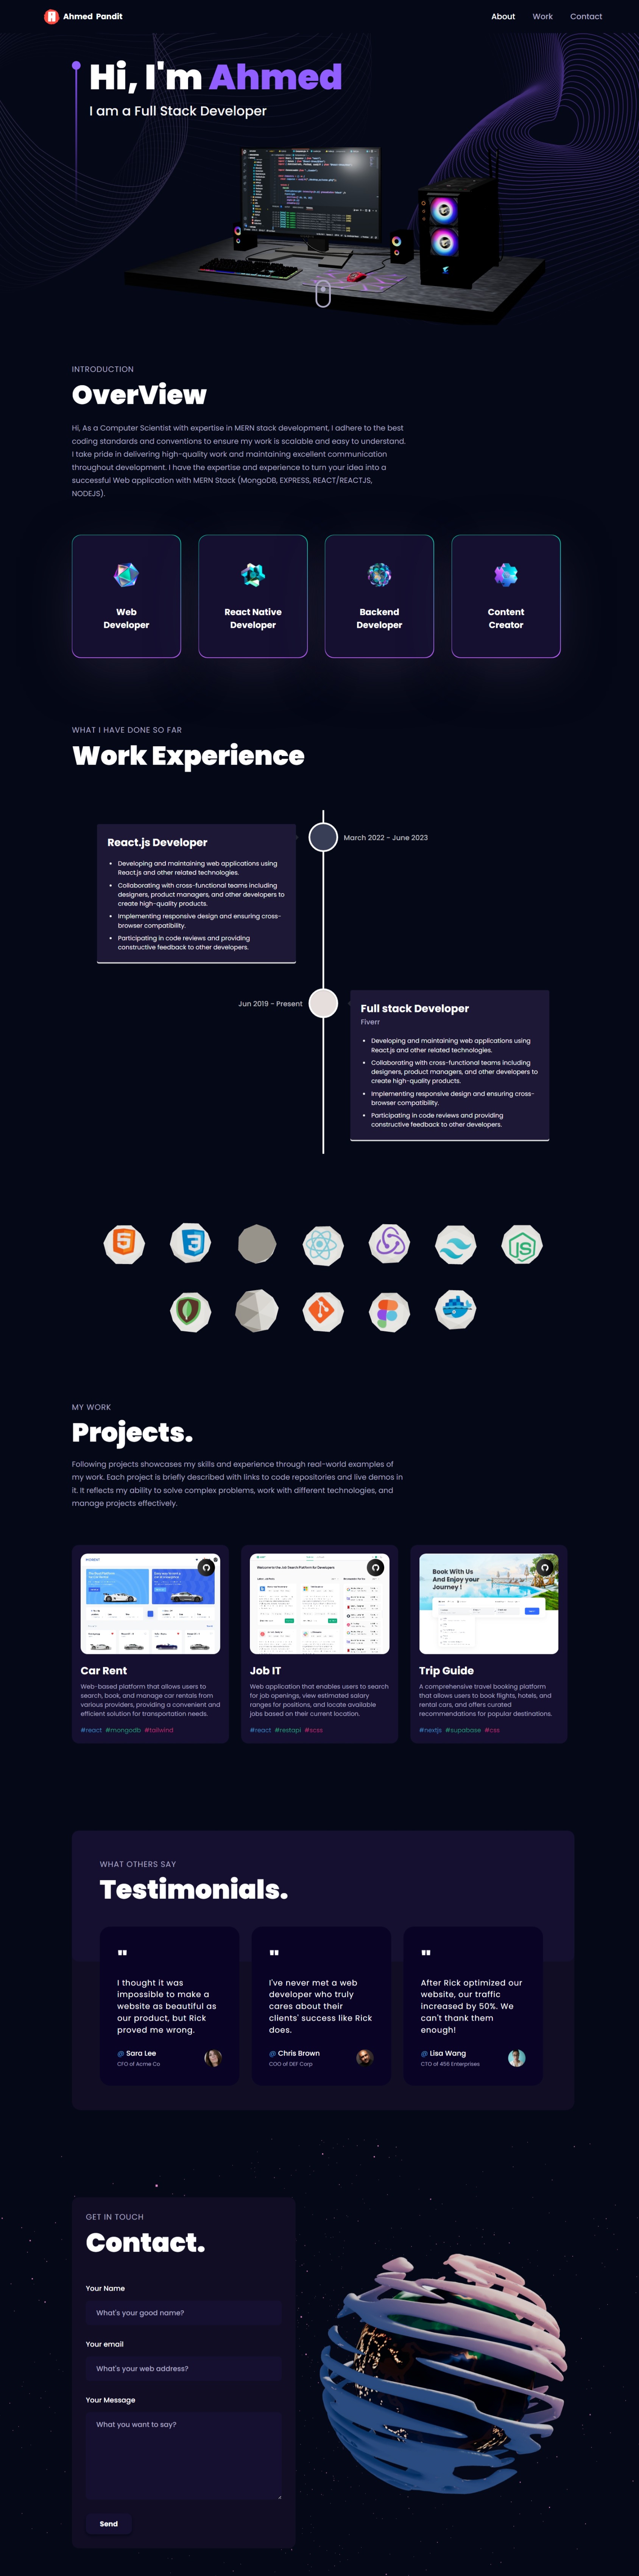 Ahmed Pandit
About
Work
Contact
Hi, I'm Ahmed
I am a Full Stack Developer
INTRODUCTION
OverView
Hi, As a Computer Scientist with expertise in MERN stack development, I adhere to the best
coding standards and conventions to ensure my work is scalable and easy to understand.
I take pride in delivering high-quality work and maintaining excellent communication
throughout development. I have the expertise and experience to turn your idea into a
successful Web application with MERN Stack (MongoDB, EXPRESS, REACT/REACTJS,
NODEJS).
Web
Developer
React Native
Developer
Backend
Developer
Content
Creator
WHAT I HAVE DONE SO FAR
Work Experience
React.js Developer
• Developing and maintaining web applications using
React.js and other related technologies.
• Collaborating with cross-functional teams including
designers, product managers, and other developers to
create high-quality products.
• Implementing responsive design and ensuring cross-
browser compatibility.
• Participating in code reviews and providing
constructive feedback to other developers.
March 2022 - June 2023
Jun 2019 - Present
Full stack Developer
Fiverr
• Developing and maintaining web applications using
React.js and other related technologies.
• Collaborating with cross-functional teams including
designers, product managers, and other developers to
create high-quality products.
• Implementing responsive design and ensuring cross-
browser compatibility.
• Participating in code reviews and providing
constructive feedback to other developers.
MY WORK
Projects.
Following projects showcases my skills and experience through real-world examples of
my work. Each project is briefly described with links to code repositories and live demos in
it. It reflects my ability to solve complex problems, work with different technologies, and
manage projects effectively.
Car Rent
Web-based platform that allows users to
search, book, and manage car rentals from
various providers, providing a convenient and
efficient solution for transportation needs.
#react #mongodb #tailwind
Job IT
Web application that enables users to search
for job openings, view estimated salary
ranges for positions, and locate available
jobs based on their current location.
#react #restapi #scss
Book With Us
And Enjoy your
Journey !
Trip Guide
A comprehensive travel booking platform
that allows users to book flights, hotels, and
rental cars, and offers curated
recommendations for popular destinations.
#nextjs #supabase #css
WHAT OTHERS SAY
Testimonials.
"
I thought it was
impossible to make a
website as beautiful as
our product, but Rick
proved me wrong.
@ Sara Lee
CFO of Acme Co
"
I've never met a web
developer who truly
cares about their
clients' success like Rick
does.
@ Chris Brown
COO of DEF Corp
"
After Rick optimized our
website, our traffic
increased by 50%. We
can't thank them
enough!
@ Lisa Wang
CTO of 456 Enterprises
GET IN TOUCH
Contact.
Your Name
What's your good name?
Your email
What's your web address?
Your Message
What you want to say?
Send